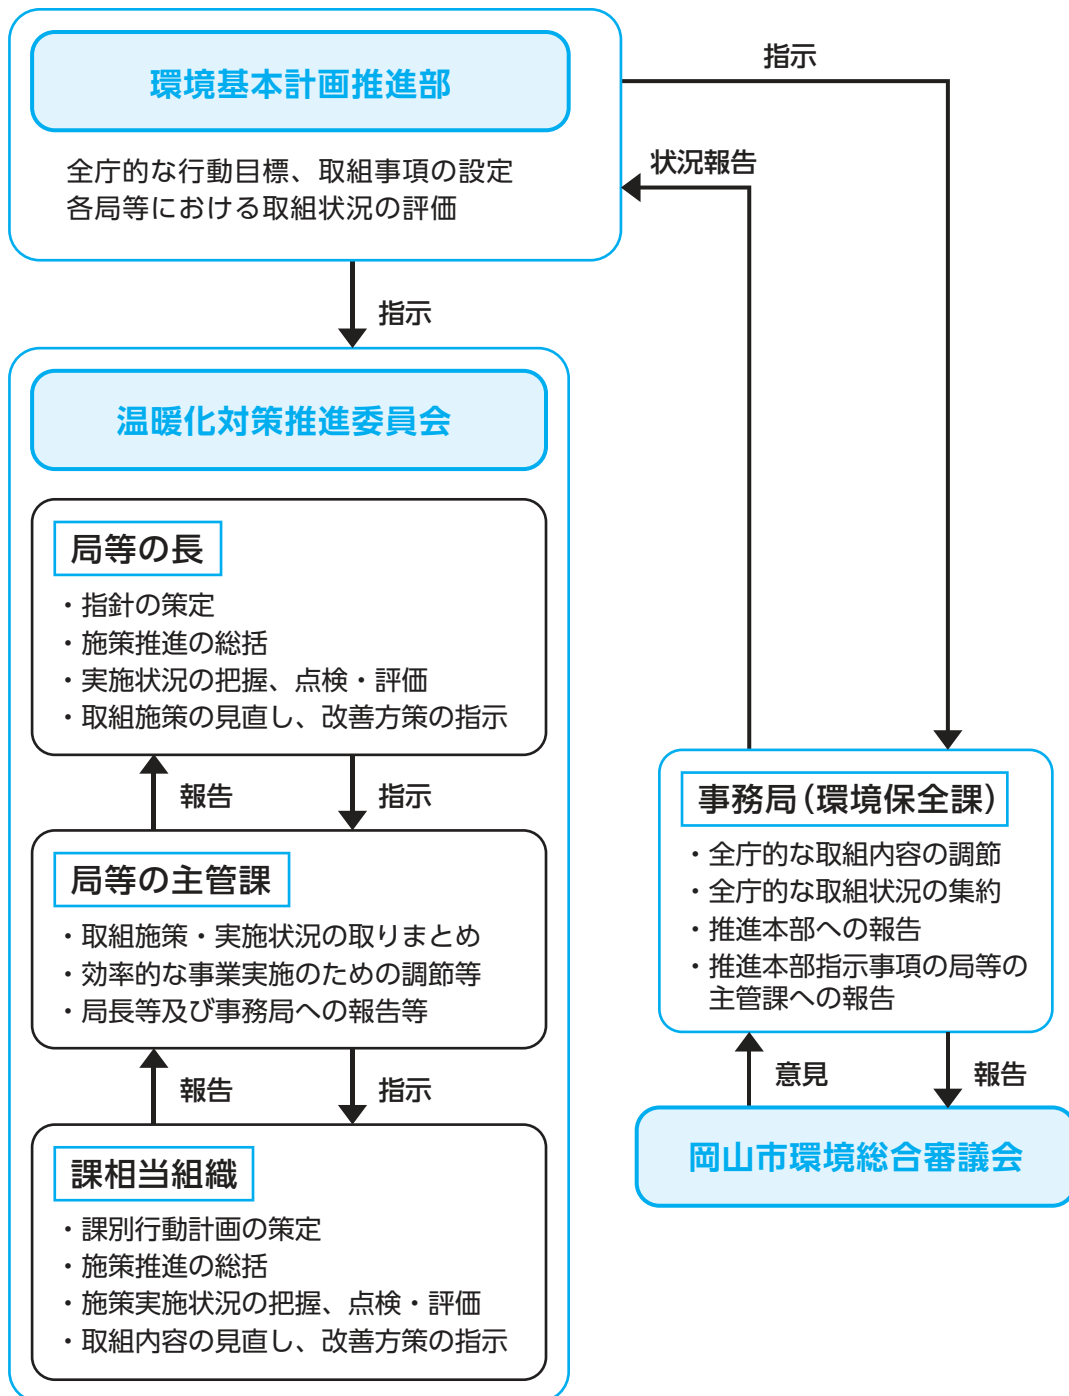 環境基本計画推進部
全庁的な行動目標、取組事項の設定
各局等における取組状況の評価
指示
状況報告
指示
温暖化対策推進委員会
局等の長
・指針の策定
・施策推進の総括
・実施状況の把握、点検・評価
・取組施策の見直し、改善方策の指示
報告
指示
局等の主管課
・取組施策・実施状況の取りまとめ
・効率的な事業実施のための調節等
・局長等及び事務局への報告等
報告
指示
課相当組織
・課別行動計画の策定
・施策推進の総括
・施策実施状況の把握、点検・評価
・取組内容の見直し、改善方策の指示
事務局(環境保全課)
・全庁的な取組内容の調節
・全庁的な取組状況の集約
・推進本部への報告
・推進本部指示事項の局等の
主管課への報告
意見
報告
岡山市環境総合審議会